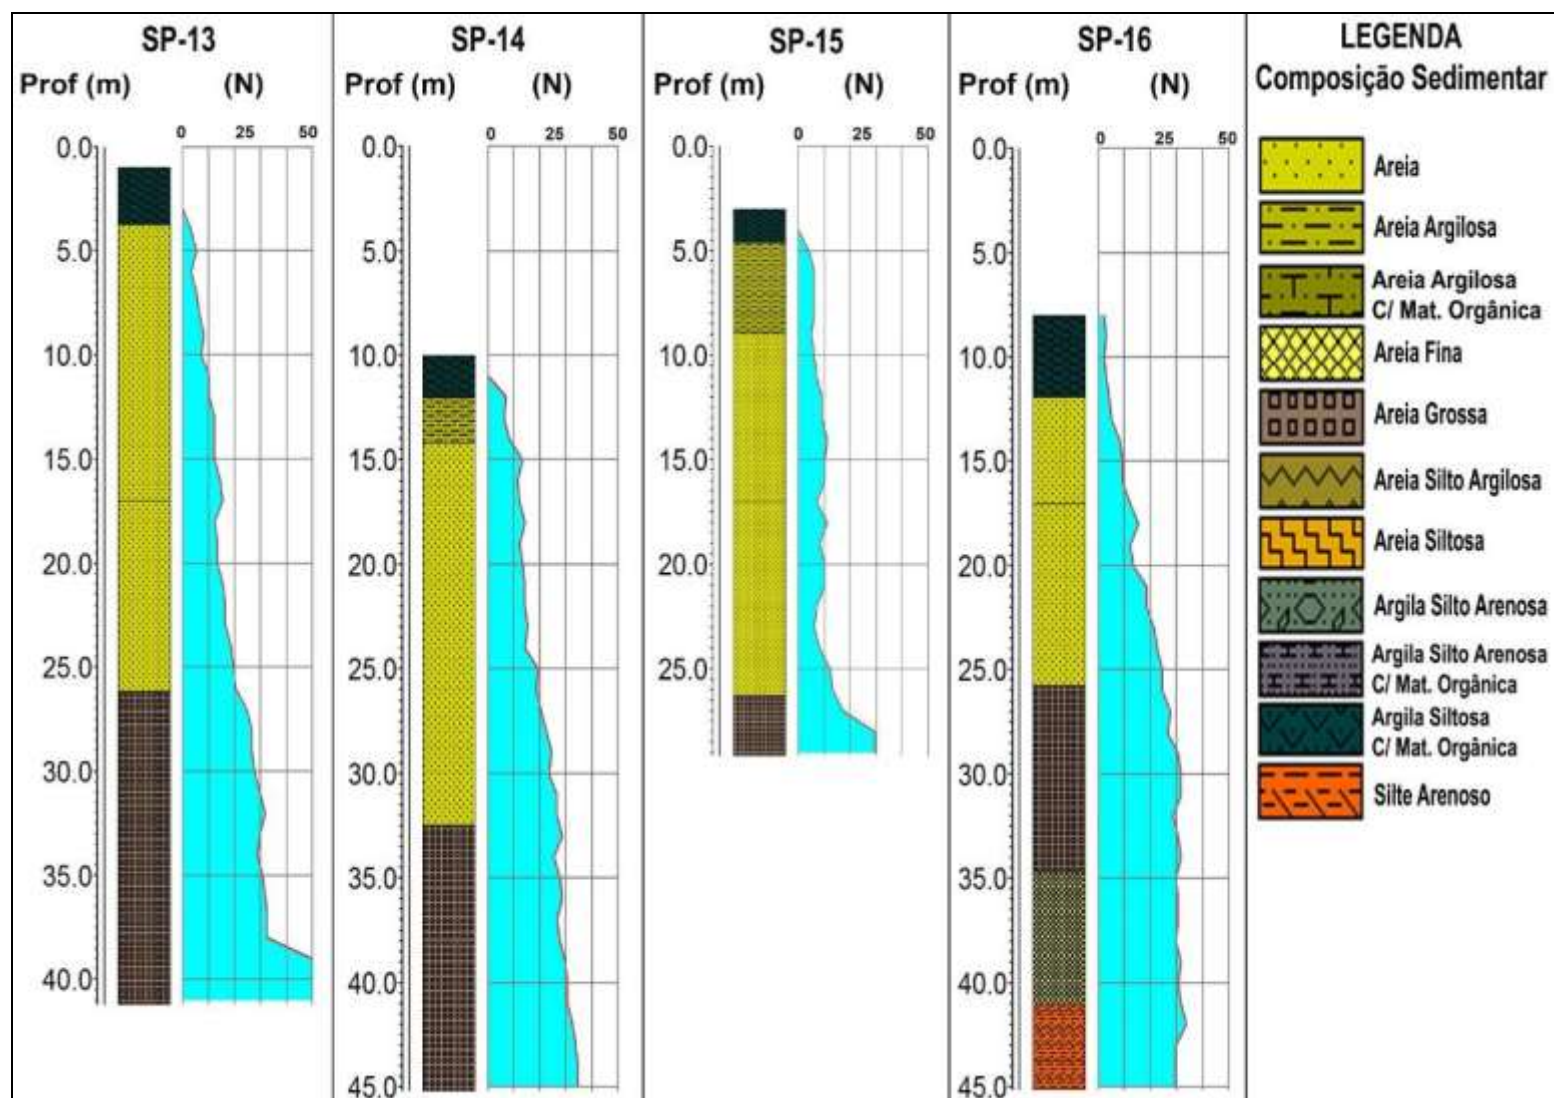 SP-13
Prof (m) (N)
0 25 50
0.0
5.0
10.0
15.0
20.0
25.0
30.0
35.0
40.0
SP-14
Prof (m) (N)
0 25 50
0.0
5.0
10.0
15.0
20.0
25.0
30.0
35.0
40.0
45.0
SP-15
Prof (m) (N)
0 25 50
0.0
5.0
10.0
15.0
20.0
25.0
SP-16
Prof (m) (N)
0 25 50
0.0
5.0
10.0
15.0
20.0
25.0
30.0
35.0
40.0
45.0
LEGENDA
Composição Sedimentar
Areia
Areia Argilosa
Areia Argilosa
C/ Mat. Orgânica
Areia Fina
Areia Grossa
Areia Silto Argilosa
Areia Siltosa
Argila Silto Arenosa
Argila Silto Arenosa
C/ Mat. Orgânica
Argila Siltosa
C/ Mat. Orgânica
Silte Arenoso